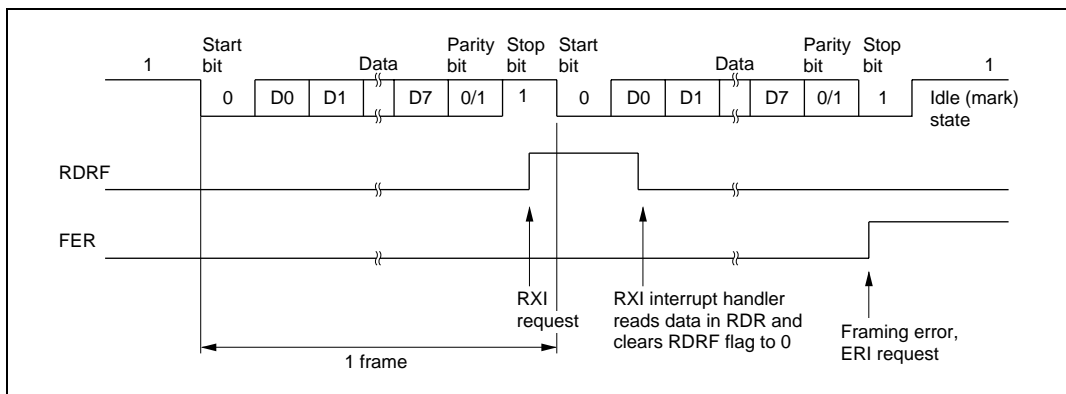 Start bit
Data
Parity bit
Stop bit
Start bit
Data
Parity bit
Stop bit
1
1
0
D0
D1
D7
0/1
1
0
D0
D1
D7
0/1
1
Idle (mark)
state
RDRF
FER
RXI
request
RXI interrupt handler
reads data in RDR and
clears RDRF flag to 0
Framing error,
ERI request
1 frame